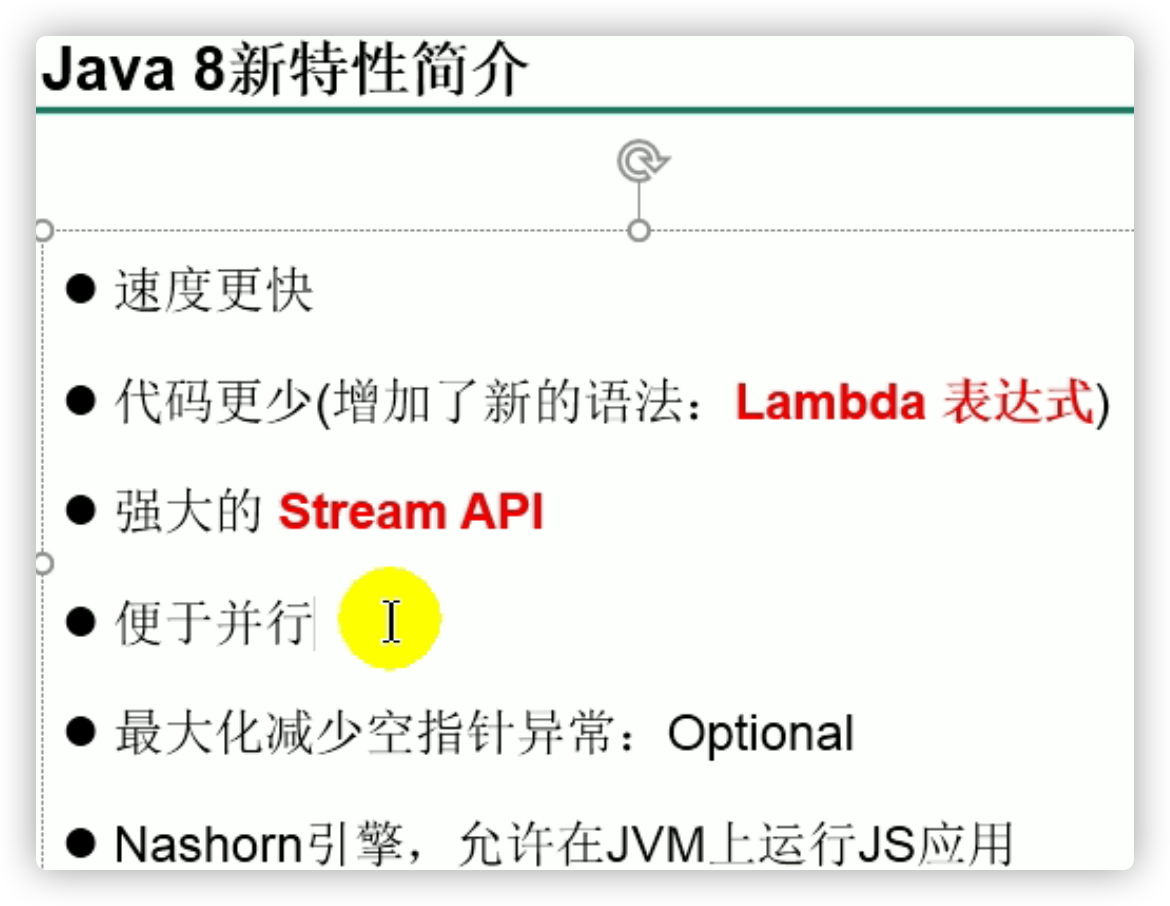 Java 8新特性简介
● 速度更快
● 代码更少(增加了新的语法：Lambda 表达式)
● 强大的 Stream API
● 便于并行
● 最大化减少空指针异常：Optional
● Nashorn引擎，允许在JVM上运行JS应用